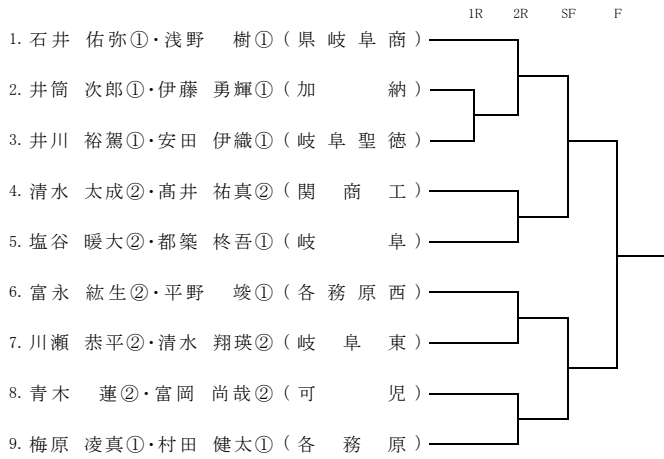 1R 2R SF F
1. 石井 佑弥①・浅野 樹① (県岐阜商)
2. 井筒 次郎①・伊藤 勇輝① (加納)
3. 井川 裕駕①・安田 伊織① (岐阜聖徳)
4. 清水 太成②・髙井 祐真② (関商工)
5. 塩谷 暖大②・都築 柊吾① (岐阜)
6. 富永 紘生②・平野 竣① (各務原西)
7. 川瀬 恭平②・清水 翔瑛② (岐阜東)
8. 青木 蓮②・富岡 尚哉② (可児)
9. 梅原 凌真①・村田 健太① (各務原)